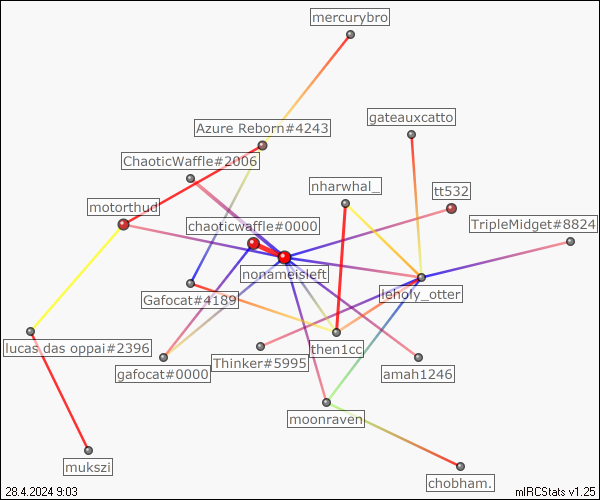 mercurybro
gateauxcatto
Azure Reborn#4243
ChaoticWaffle#2006
nharwhal_
tt532
motorthud
TripleMidget#8824
chaoticwaffle#0000
nonameisleft
leholy_otter
Gafocat#4189
lucas das oppai#2396
then1cc
Thinker#5995
gafocat#0000
amah1246
moonraven
mukszi
chobham.
28.4.2024 9:03
mIRCStats v1.25